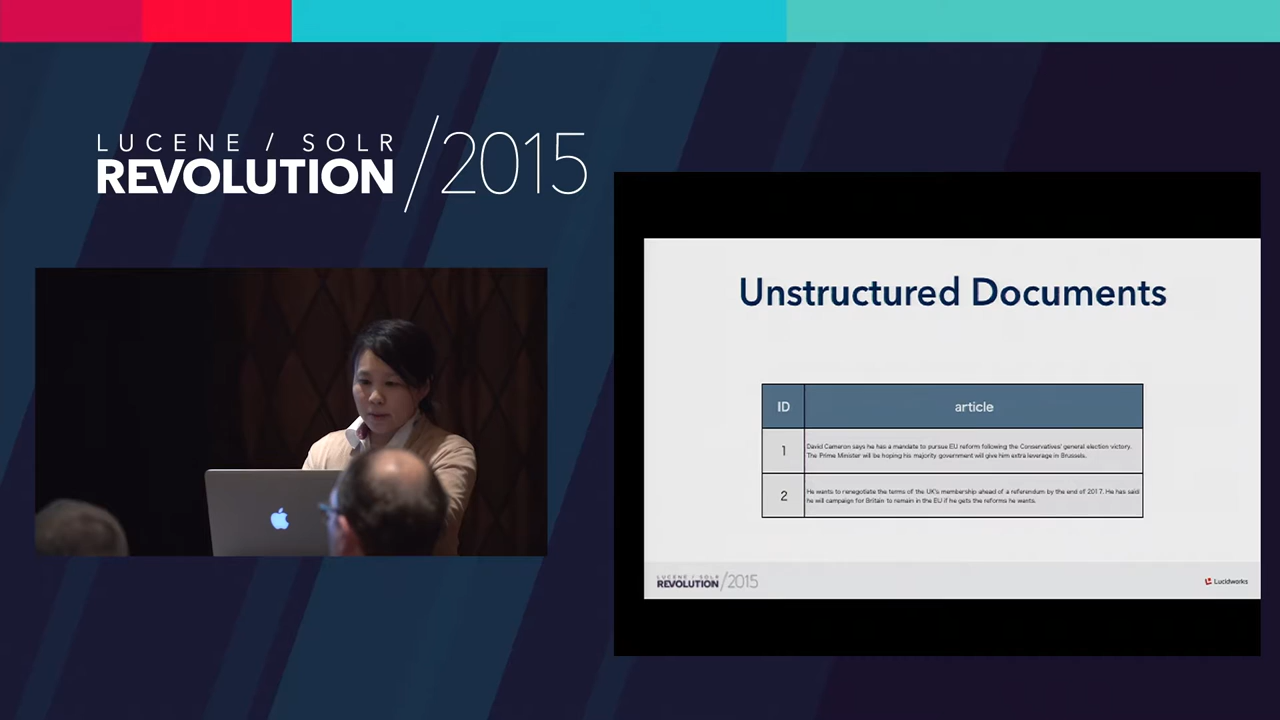 LUCENE / SOLR
REVOLUTION /2015
Unstructured Documents
ID article
1 David Cameron says he has a mandate to pursue EU reform following the Conservatives' general election victory.
The Prime Minister will be hoping his majority government will give him extra leverage in Brussels.
2 He wants to renegotiate the terms of the UK's membership ahead of a referendum by the end of 2017. He has said
he will campaign for Britain to remain in the EU if he gets the reforms he wants.
LUCENE / SOLR
REVOLUTION /2015
Lucidworks